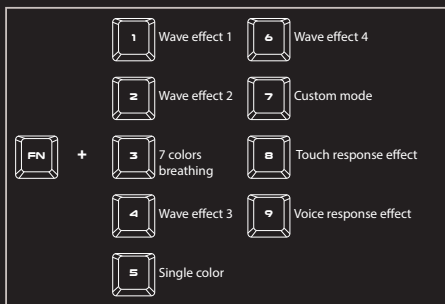 1 Wave effect 1
6 Wave effect 4
2 Wave effect 2
7 Custom mode
FN + 3 7 colors
breathing
8 Touch response effect
4 Wave effect 3
9 Voice response effect
5 Single color